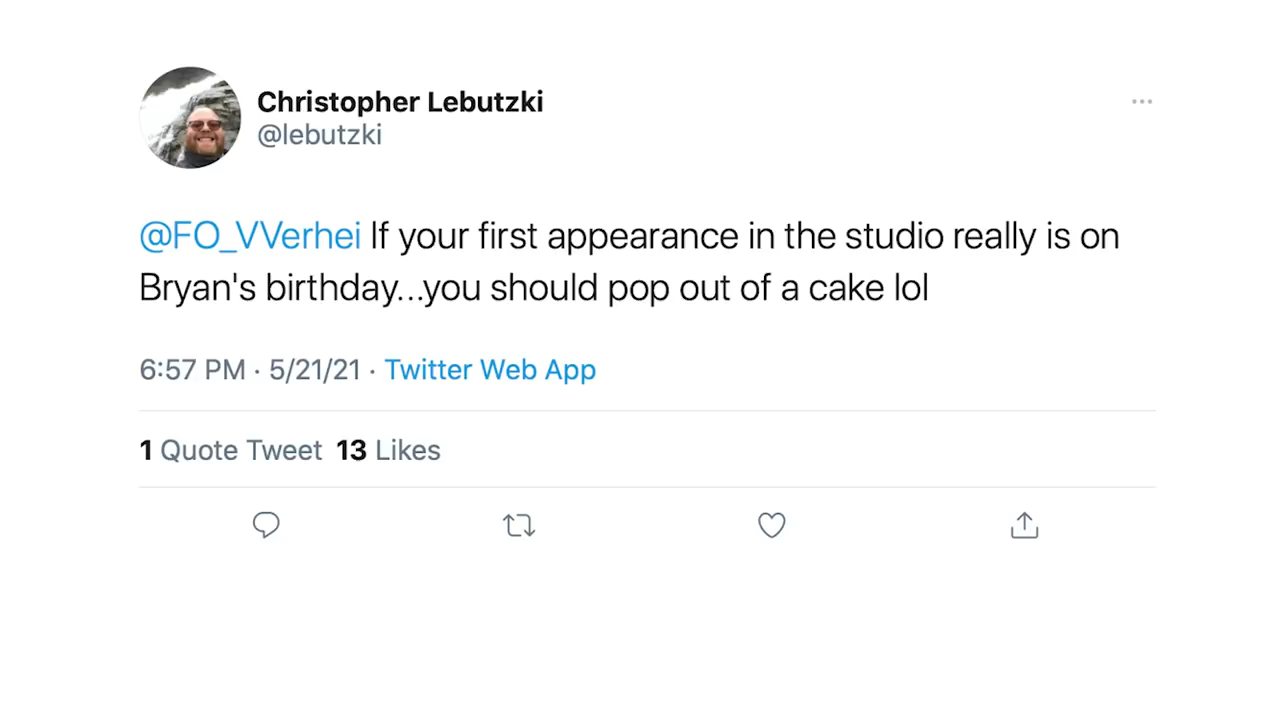 Christopher Lebutzki
@lebutzki
@FO_VVerhei If your first appearance in the studio really is on
Bryan's birthday...you should pop out of a cake lol
6:57 PM · 5/21/21 · Twitter Web App
1 Quote Tweet 13 Likes